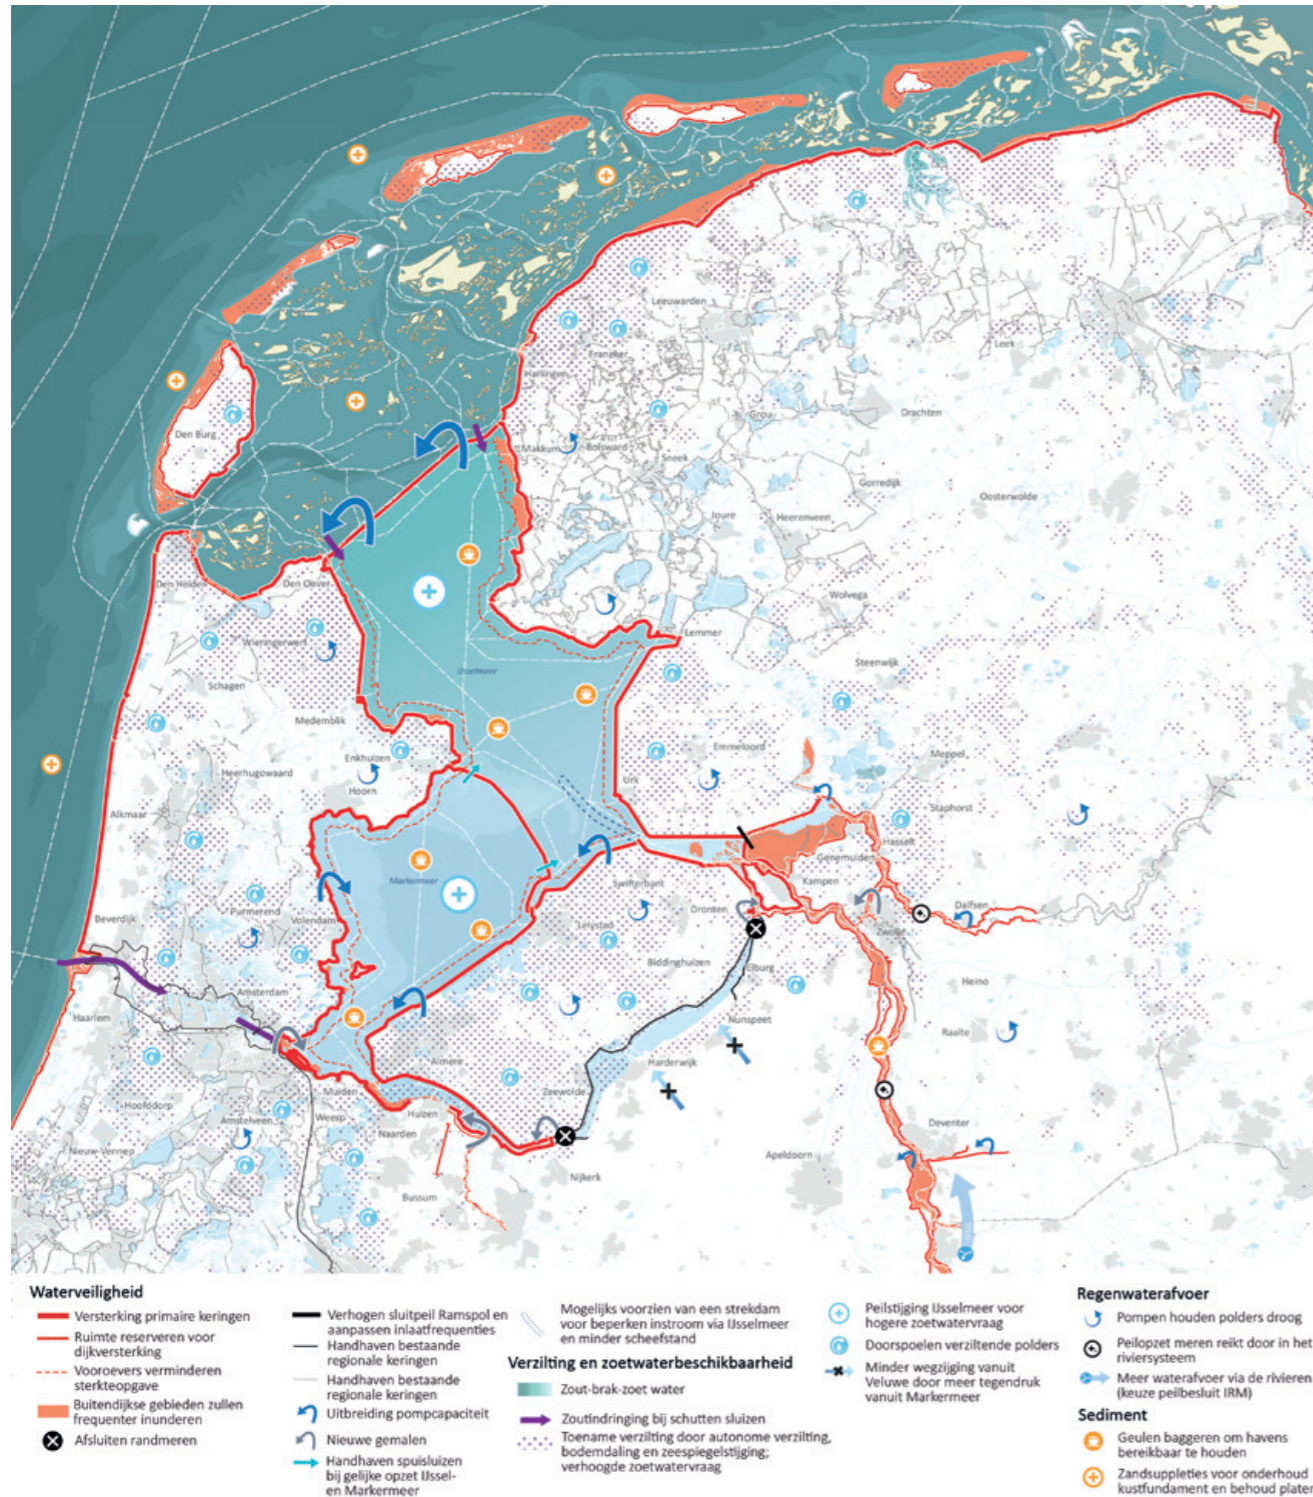 Leeuwarden
Franeker
Harlingen
Leek
Grou
Drachten
Den Burg
Makkum
Bolsward
Sneek
Gorredijk
Oosterwolde
Joure
Heerenveen
Den Helder
Den Oever
Wolvega
Wieringerwerf
Lemmer
Steenwijk
IJsselmeer
Schagen
Medemblik
Emmeloord
Meppel
Enkhuizen
Heerhugowaard
Hoorn
Urk
Staphorst
Alkmaar
Hasselt
Genemuiden
Markermeer
Swifterbant
Kampen
Dalfsen
Beverdijk
Purmerend
Volendam
Dronten
Lelystad
Zwolle
Biddinghuizen
Elburg
Heino
Amsterdam
Haarlem
Nunspeet
Raalte
Almere
Harderwijk
Zeewolde
Hoofddorp
Muiden
Huizen
Weesp
Amstelveen
Naarden
Deventer
Nieuw-Vennep
Apeldoorn
Nijkerk
Bussum
Waterveiligheid
Versterking primaire keringen
Ruimte reserveren voor
dijkversterking
Vooroevers verminderen
sterkteopgave
Buitendijkse gebieden zullen
frequenter inunderen
Afsluiten randmeren
Verhogen sluitpeil Ramspol en
aanpassen inlaatfrequenties
Handhaven bestaande
regionale keringen
Handhaven bestaande
regionale keringen
Uitbreiding pompcapaciteit
Nieuwe gemalen
Handhaven spuisluizen
bij gelijke opzet IJssel-
en Markermeer
Mogelijks voorzien van een strekdam
voor beperken instroom via IJsselmeer
en minder scheefstand
Verzilting en zoetwaterbeschikbaarheid
Zout-brak-zoet water
Zoutindringing bij schutten sluizen
Toename verzilting door autonome verzilting,
bodemdaling en zeespiegelstijging;
verhoogde zoetwatervraag
Peilstijging IJsselmeer voor
hogere zoetwatervraag
Doorspoelen verziltende polders
Minder wegzijging vanuit
Veluwe door meer tegendruk
vanuit Markermeer
Regenwaterafvoer
Pompen houden polders droog
Peilopzet meren reikt door in het
riviersysteem
Meer waterafvoer via de rivieren
(keuze peilbesluit IRM)
Sediment
Geulen baggeren om havens
bereikbaar te houden
Zandsuppleties voor onderhoud
kustfundament en behoud platen